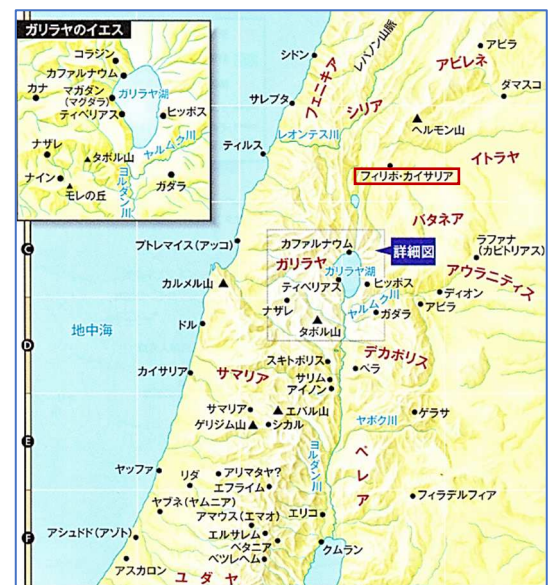 ガリラヤのイエス
コラジン
カファルナウム
カナ
マガダン
(マグダラ)
ガリラヤ湖
ティベリアス
ヒッポス
ナザレ
ヤルムク川
タボル山
ナイン
モレの丘
ヨルダン川
ガダラ
シドン
レバノン山脈
アビラ
アビレネ
フェニキア
ダマスコ
サレプタ
シリア
ヘルモン山
レオンテス川
ティルス
イトラヤ
フィリポ・カイサリア
バタネア
C
プトレマイス(アッコ)
カファルナウム
詳細図
ラファナ
(カピトリアス)
ガリラヤ
ガリラヤ湖
アウラニティス
カルメル山
ティベリアス
ヒッポス
ディオン
ヤルムク川
アビラ
ナザレ
ガダラ
地中海
ドル
タボル山
D
デカポリス
スキトポリス
カイサリア
サマリア
ペラ
サリム
アイノン
サマリア
エバル山
ゲラサ
ゲリジム山
シカル
ヤボク川
E
ヨルダン川
ペレア
ヤッファ
リダ
アリマタヤ?
エフライム
フィラデルフィア
ヤブネ(ヤムニア)
アマウス(エマオ)
エリコ
F
アシュドド(アゾト)
エルサレム
ベタニア
クムラン
ベツレヘム
アスカロン
ユダヤ